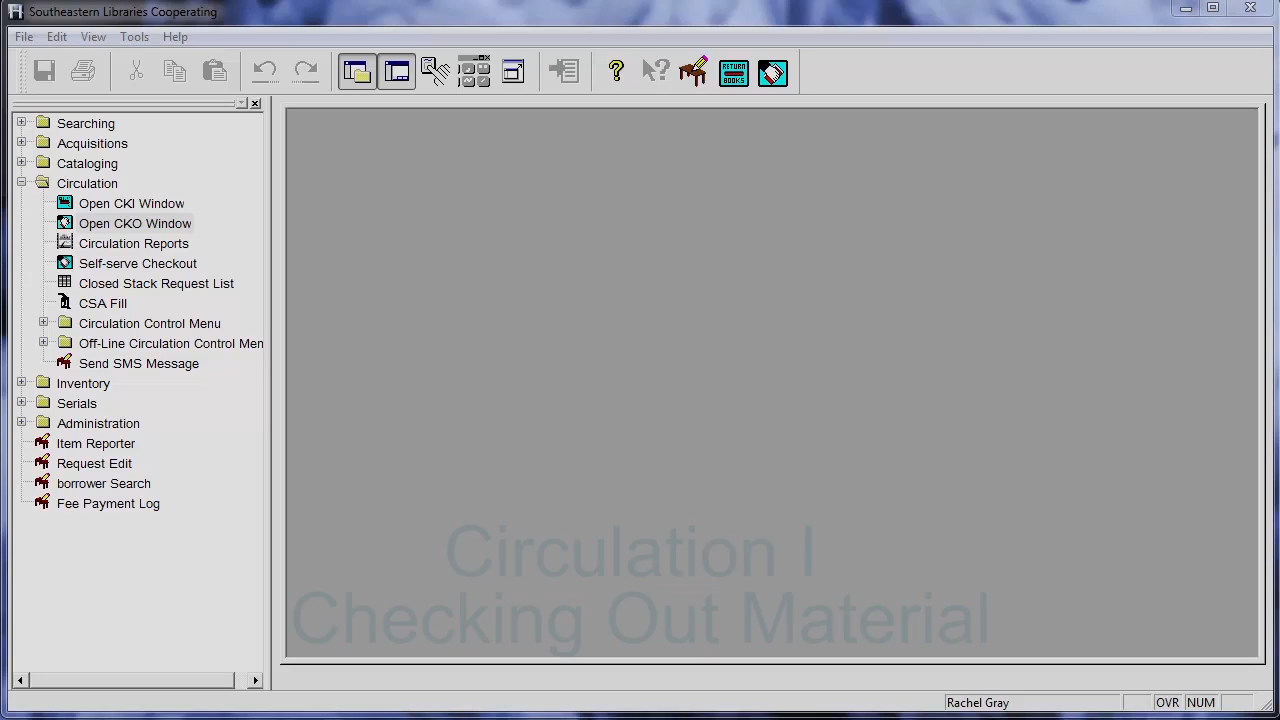 Southeastern Libraries Cooperating
File Edit View Tools Help
RETURN
BOOKS
Searching
Acquisitions
Cataloging
Circulation
Open CKI Window
Open CKO Window
Circulation Reports
Self-serve Checkout
Closed Stack Request List
CSA Fill
Circulation Control Menu
Off-Line Circulation Control Men
Send SMS Message
Inventory
Serials
Administration
Item Reporter
Request Edit
borrower Search
Fee Payment Log
Circulation I
Checking Out Material
Rachel Gray OVR NUM